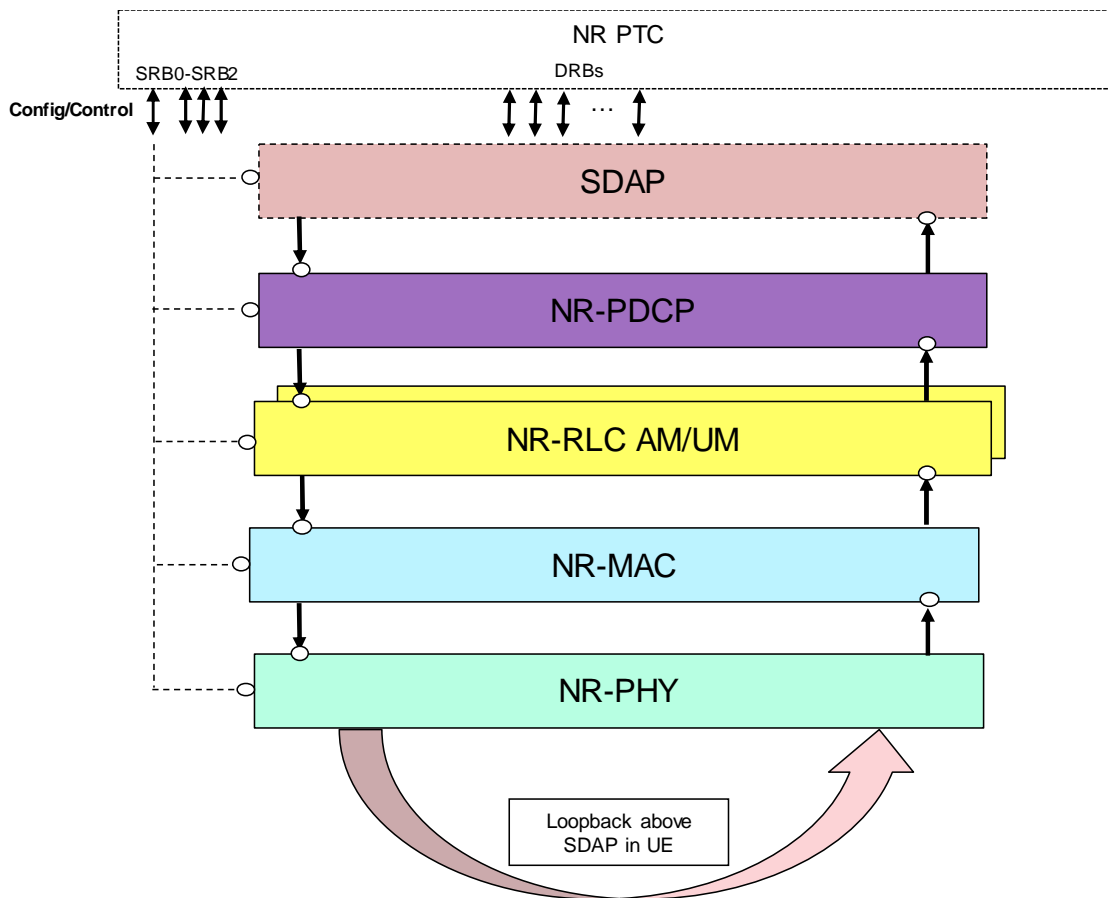 NR PTC
SRB0-SRB2
DRBs
Config/Control
...
SDAP
NR-PDCP
NR-RLC AM/UM
NR-MAC
NR-PHY
Loopback above
SDAP in UE